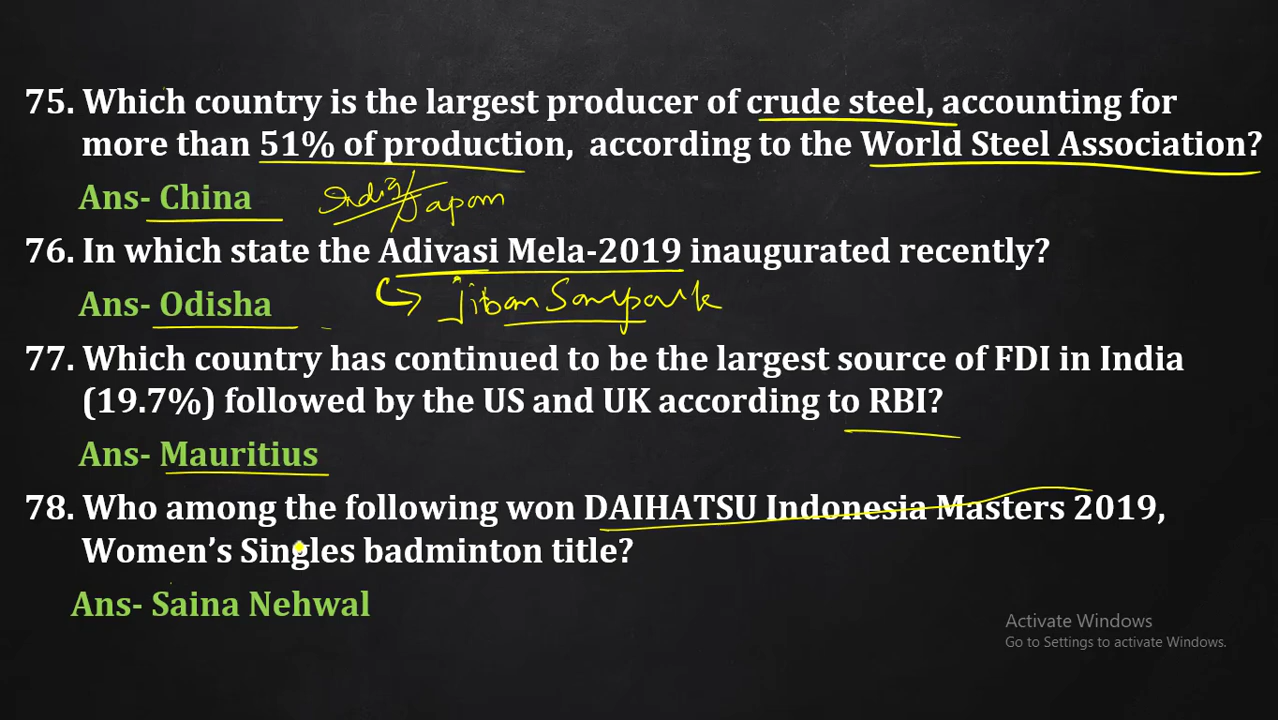 75. Which country is the largest producer of crude steel, accounting for
more than 51% of production, according to the World Steel Association?
Ans- China India/Japan
76. In which state the Adivasi Mela-2019 inaugurated recently?
Ans- Odisha Jiban Sampark
77. Which country has continued to be the largest source of FDI in India
(19.7%) followed by the US and UK according to RBI?
Ans- Mauritius
78. Who among the following won DAIHATSU Indonesia Masters 2019,
Women's Singles badminton title?
Ans- Saina Nehwal
Activate Windows
Go to Settings to activate Windows.